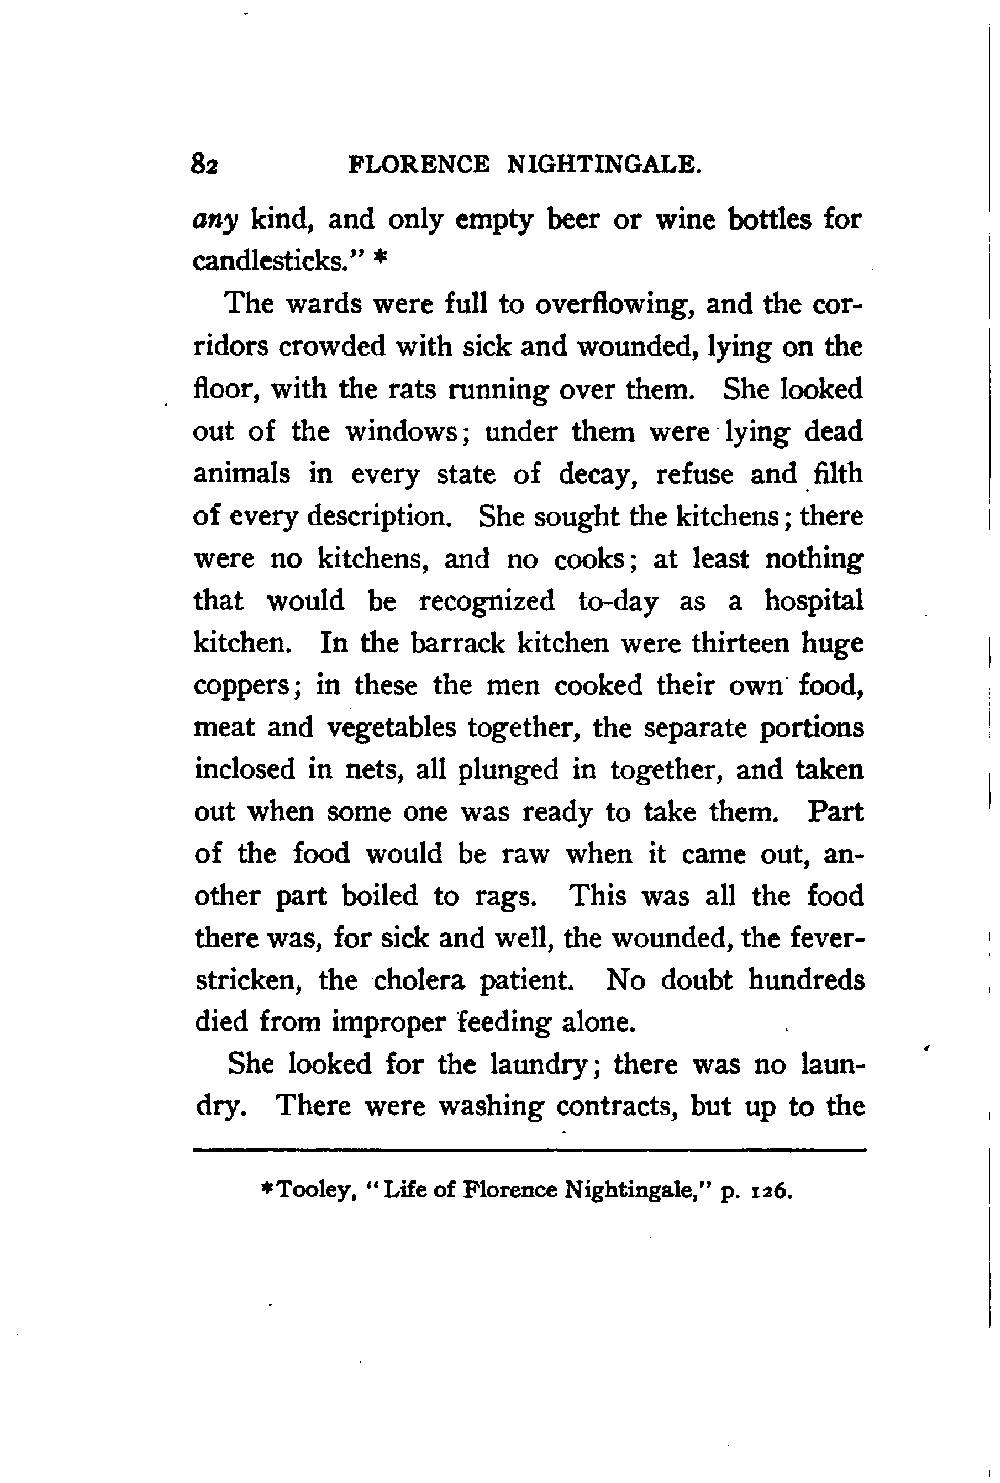 82 FLORENCE NIGHTINGALE.
any kind, and only empty beer or wine bottles for
candlesticks." *
The wards were full to overflowing, and the cor-
ridors crowded with sick and wounded, lying on the
floor, with the rats running over them. She looked
out of the windows; under them were lying dead
animals in every state of decay, refuse and filth
of every description. She sought the kitchens; there
were no kitchens, and no cooks; at least nothing
that would be recognized to-day as a hospital
kitchen. In the barrack kitchen were thirteen huge
coppers; in these the men cooked their own food,
meat and vegetables together, the separate portions
inclosed in nets, all plunged in together, and taken
out when some one was ready to take them. Part
of the food would be raw when it came out, an-
other part boiled to rags. This was all the food
there was, for sick and well, the wounded, the fever-
stricken, the cholera patient. No doubt hundreds
died from improper feeding alone.
She looked for the laundry; there was no laun-
dry. There were washing contracts, but up to the
*Tooley, "Life of Florence Nightingale," p. 126.